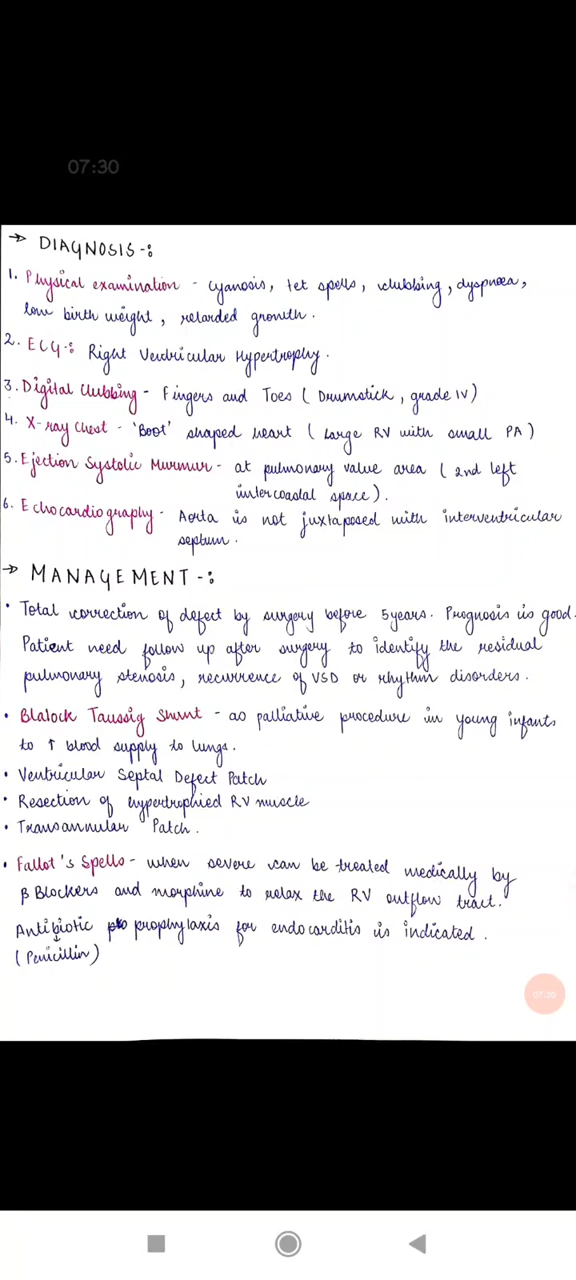 07:30
→ DIAGNOSIS -:
1. Physical examination - cyanosis, tet spells, clubbing, dyspnoea,
low birth weight, retarded growth.
2. ECG -: Right Ventricular Hypertrophy.
3. Digital Clubbing - Fingers and Toes (Drumstick, grade IV)
4. X-ray Chest - 'Boot' shaped heart (Large RV with small PA)
5. Ejection Systolic Murmur - at pulmonary value area (2nd left
intercoastal space).
6. Echocardiography - Aorta is not juxtaposed with interventricular
septum.
→ MANAGEMENT -:
• Total correction of defect by surgery before 5 years. Prognosis is good.
Patient need follow up after surgery to identify the residual
pulmonary stenosis, recurrence of VSD or rhythm disorders.
• Blalock Taussig Shunt - as palliative procedure in young infants
to ↑ blood supply to lungs.
• Ventricular Septal Defect Patch
• Resection of hypertrophied RV muscle
• Transannular Patch.
• Fallot's Spells - when severe can be treated medically by
β Blockers and morphine to relax the RV outflow tract.
Antibiotic prophylaxis for endocarditis is indicated.
(Penicillin)
07:30